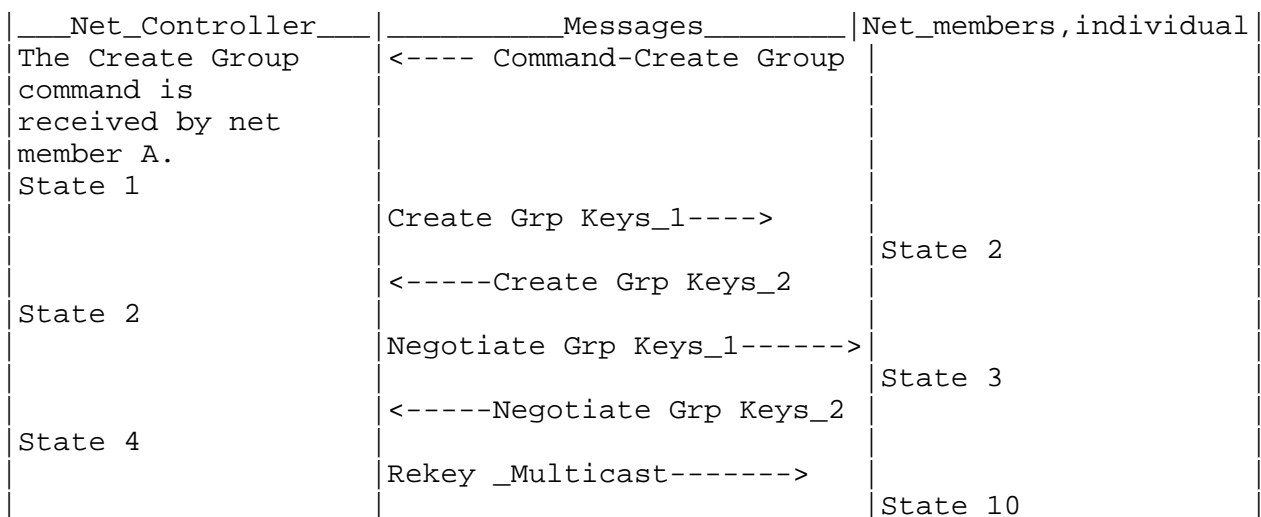 |___Net_Controller___|__________Messages________|Net_members,individual|
|The Create Group    |<---- Command-Create Group |                      |
|command is          |                           |                      |
|received by net     |                           |                      |
|member A.           |                           |                      |
|State 1             |                           |                      |
|                    |Create Grp Keys_1---->     |                      |
|                    |                           |State 2               |
|                    |<-----Create Grp Keys_2    |                      |
|State 2             |                           |                      |
|                    |Negotiate Grp Keys_1------>|                      |
|                    |                           |State 3               |
|                    |<-----Negotiate Grp Keys_2 |                      |
|State 4             |                           |                      |
|                    |Rekey _Multicast------->   |                      |
|                    |                           |State 10              |